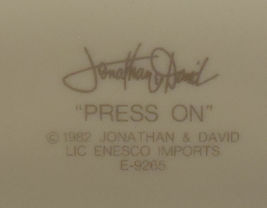 Jonathan & David
"PRESS ON"
© 1982 JONATHAN & DAVID
LIC ENESCO IMPORTS
E-9265